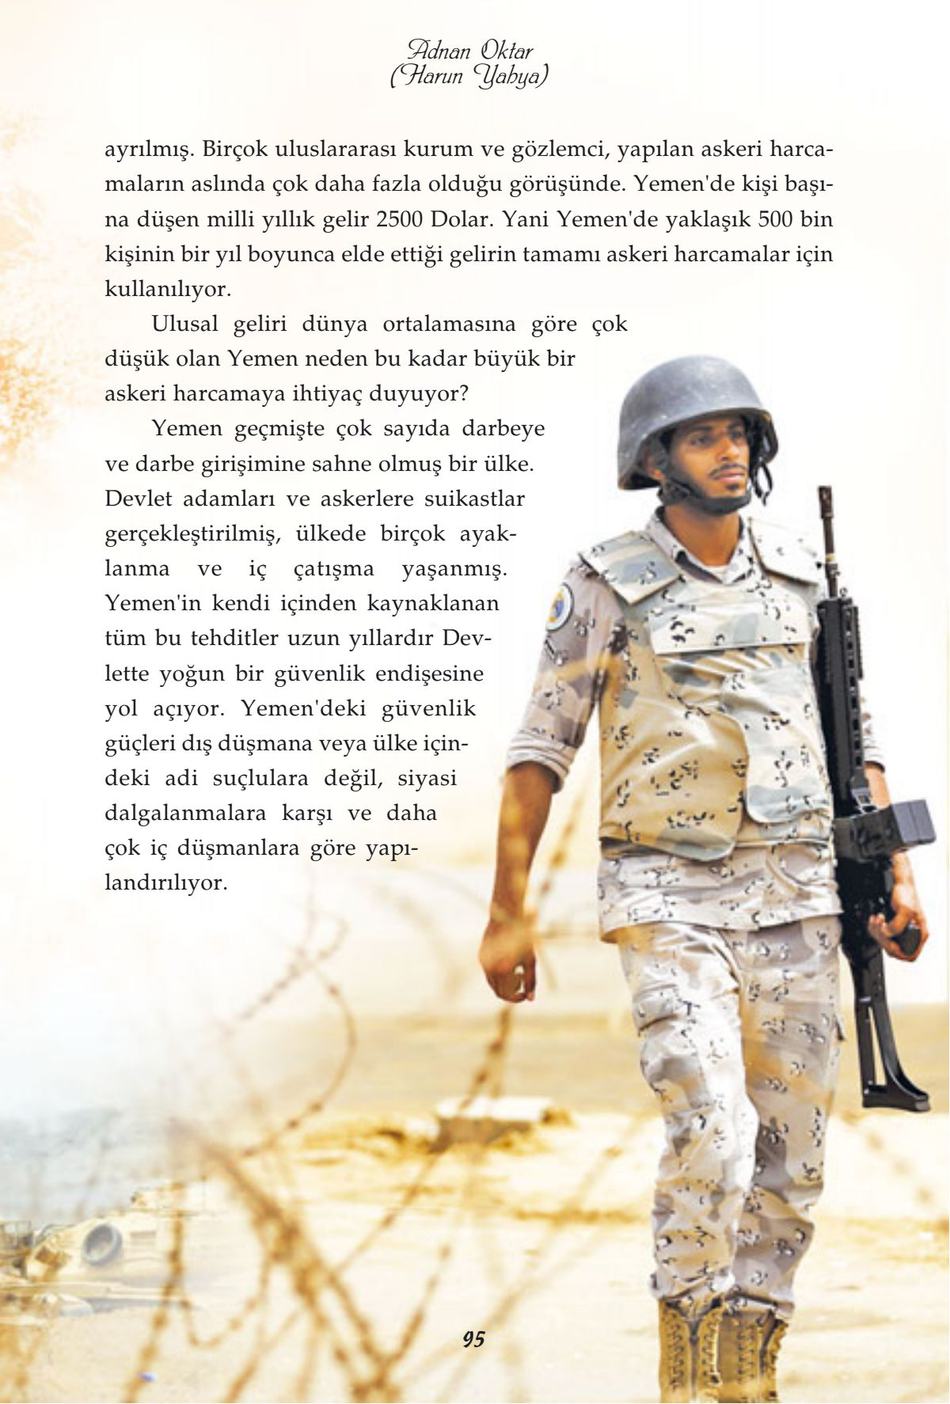 Adnan Oktar
(Harun Yahya)
ayrılmış. Birçok uluslararası kurum ve gözlemci, yapılan askeri harca-
maların aslında çok daha fazla olduğu görüşünde. Yemen'de kişi başı-
na düşen milli yıllık gelir 2500 Dolar. Yani Yemen'de yaklaşık 500 bin
kişinin bir yıl boyunca elde ettiği gelirin tamamı askeri harcamalar için
kullanılıyor.
Ulusal geliri dünya ortalamasına göre çok
düşük olan Yemen neden bu kadar büyük bir
askeri harcamaya ihtiyaç duyuyor?
Yemen geçmişte çok sayıda darbeye
ve darbe girişimine sahne olmuş bir ülke.
Devlet adamları ve askerlere suikastlar
gerçekleştirilmiş, ülkede birçok ayak-
lanma ve iç çatışma yaşanmış.
Yemen'in kendi içinden kaynaklanan
tüm bu tehditler uzun yıllardır Dev-
lette yoğun bir güvenlik endişesine
yol açıyor. Yemen'deki güvenlik
güçleri dış düşmana veya ülke için-
deki adi suçlulara değil, siyasi
dalgalanmalara karşı ve daha
çok iç düşmanlara göre yapı-
landırılıyor.
95